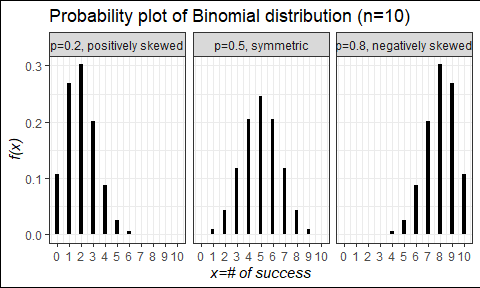 Probability plot of Binomial distribution (n=10)
p=0.2, positively skewed p=0.5, symmetric p=0.8, negatively skewed
0.3
0.2
0.1
0.0
f(x)
0 1 2 3 4 5 6 7 8 9 10 0 1 2 3 4 5 6 7 8 9 10 0 1 2 3 4 5 6 7 8 9 10
x=# of success